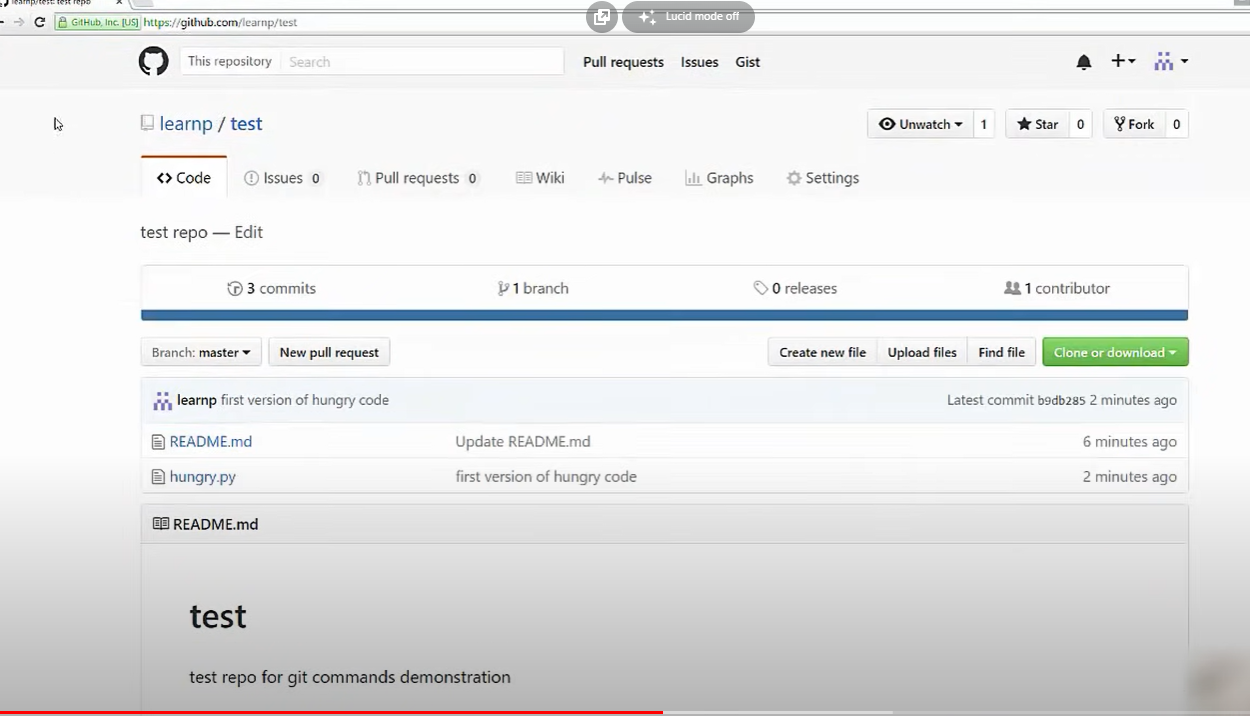 learnp/test: test repo
GitHub, Inc. [US] https://github.com/learnp/test
Lucid mode off
This repository Search Pull requests Issues Gist
learnp / test Unwatch 1 Star 0 Fork 0
Code Issues 0 Pull requests 0 Wiki Pulse Graphs Settings
test repo — Edit
3 commits 1 branch 0 releases 1 contributor
Branch: master New pull request Create new file Upload files Find file Clone or download
learnp first version of hungry code Latest commit b9db285 2 minutes ago
README.md Update README.md 6 minutes ago
hungry.py first version of hungry code 2 minutes ago
README.md
test
test repo for git commands demonstration